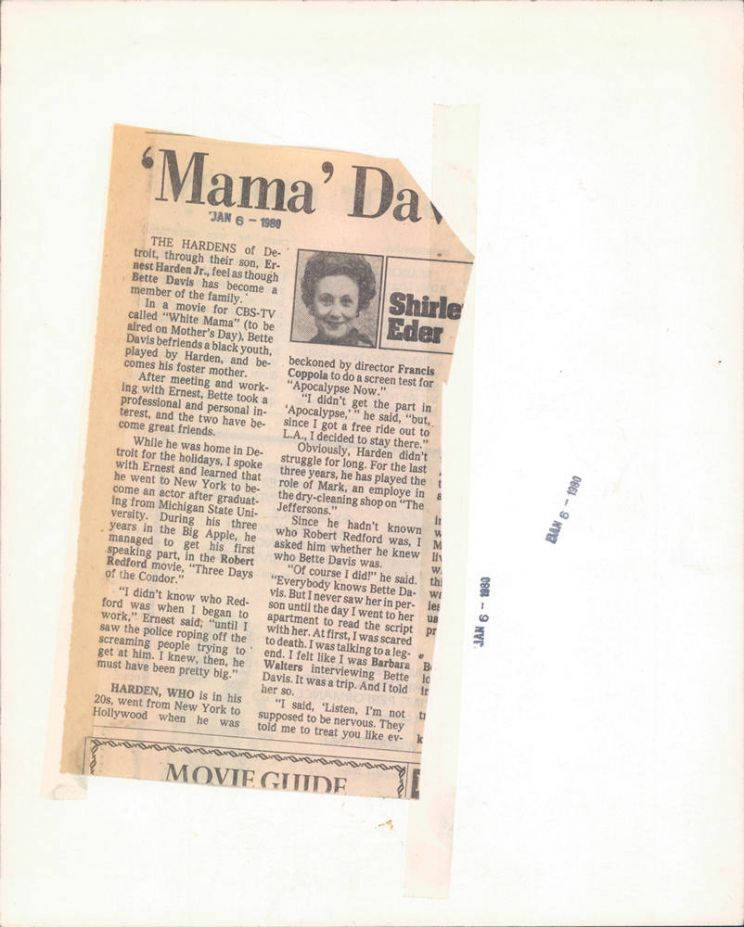 'Mama' Dav
JAN 6 - 1980
THE HARDENS of De-
troit, through their son, Er-
nest Harden Jr., feel as though
Bette Davis has become a
member of the family.
In a movie for CBS-TV
called "White Mama" (to be
aired on Mother's Day), Bette
Davis befriends a black youth,
played by Harden, and be-
comes his foster mother.
After meeting and work-
ing with Ernest, Bette took a
professional and personal in-
terest, and the two have be-
come great friends.
While he was home in De-
troit for the holidays, I spoke
with Ernest and learned that
he went to New York to be-
come an actor after graduat-
ing from Michigan State Uni-
versity. During his three
years in the Big Apple, he
managed to get his first
speaking part, in the Robert
Redford movie, "Three Days
of the Condor."
"I didn't know who Red-
ford was when I began to
work," Ernest said, "until I
saw the police roping off the
screaming people trying to
get at him. I knew, then, he
must have been pretty big."
HARDEN, WHO is in his
20s, went from New York to
Hollywood when he was
Shirle
Eder
beckoned by director Francis
Coppola to do a screen test for
"Apocalypse Now."
"I didn't get the part in
'Apocalypse,'" he said, "but,
since I got a free ride out to
L.A., I decided to stay there."
Obviously, Harden didn't
struggle for long. For the last
three years, he has played the
role of Mark, an employe in
the dry-cleaning shop on "The
Jeffersons."
Since he hadn't known
who Robert Redford was, I
asked him whether he knew
who Bette Davis was.
"Of course I did!" he said.
"Everybody knows Bette Da-
vis. But I never saw her in per-
son until the day I went to her
apartment to read the script
with her. At first, I was scared
to death. I was talking to a leg-
end. I felt like I was Barbara
Walters interviewing Bette
Davis. It was a trip. And I told
her so.
"I said, 'Listen, I'm not
supposed to be nervous. They
told me to treat you like ev-
MOVIE GUIDE
JAN 6 - 1980
JAN 6 - 1980